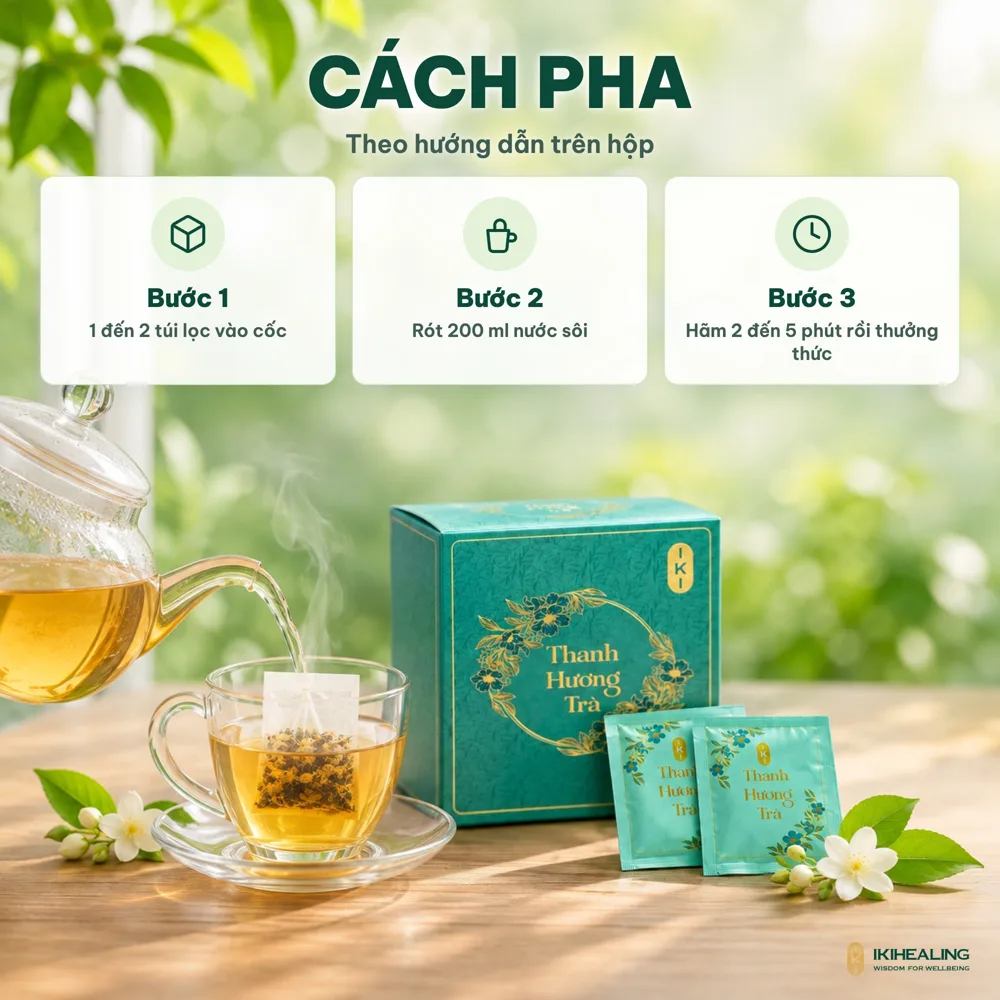 CÁCH PHA
Theo hướng dẫn trên hộp
Bước 1
1 đến 2 túi lọc vào cốc
Bước 2
Rót 200 ml nước sôi
Bước 3
Hãm 2 đến 5 phút rồi thưởng
thức
IKI
Thanh
Hương
Trà
Thanh
Hương
Trà
IKI
Thanh
Hương
Trà
IKIHEALING
WISDOM FOR WELLBEING